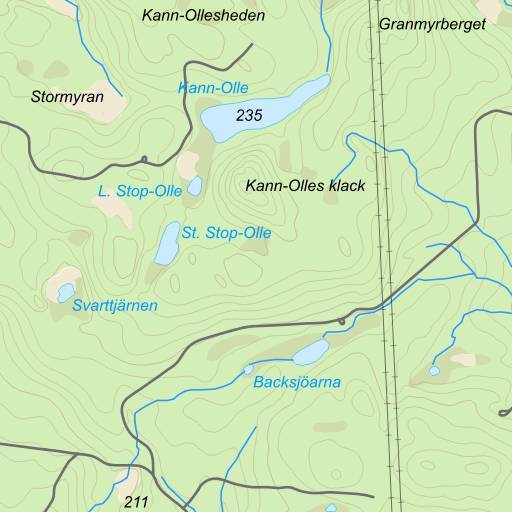 Kann-Ollesheden
Granmyrberget
Kann-Olle
Stormyran
235
L. Stop-Olle
Kann-Olles klack
St. Stop-Olle
Svarttjärnen
Backsjöarna
211